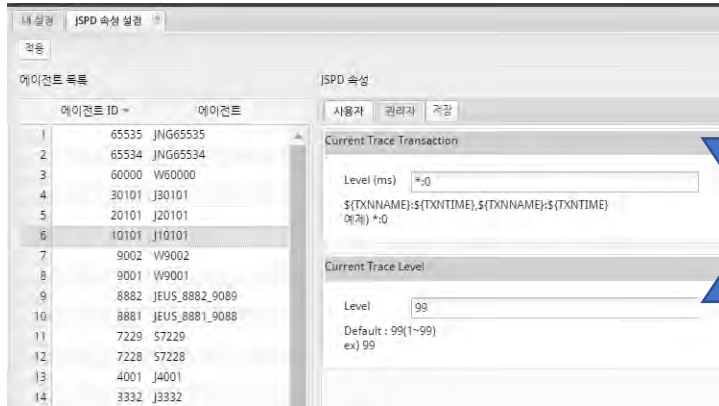 내 설정 JSPD 속성 설정
적용
에이전트 목록
에이전트 ID 에이전트
1 65535 JNG65535
2 65534 JNG65534
3 60000 W60000
4 30101 J30101
5 20101 J20101
6 10101 J10101
7 9002 W9002
8 9001 W9001
9 8882 JEUS_8882_9089
10 8881 JEUS_8881_9088
11 7229 S7229
12 7228 S7228
13 4001 J4001
14 3332 J3332
JSPD 속성
사용자 관리자 저장
Current Trace Transaction
Level (ms) *:0
${TXNNAME}:${TXNTIME},${TXNNAME}:${TXNTIME}
예제) *:0
Current Trace Level
Level 99
Default : 99(1~99)
ex) 99